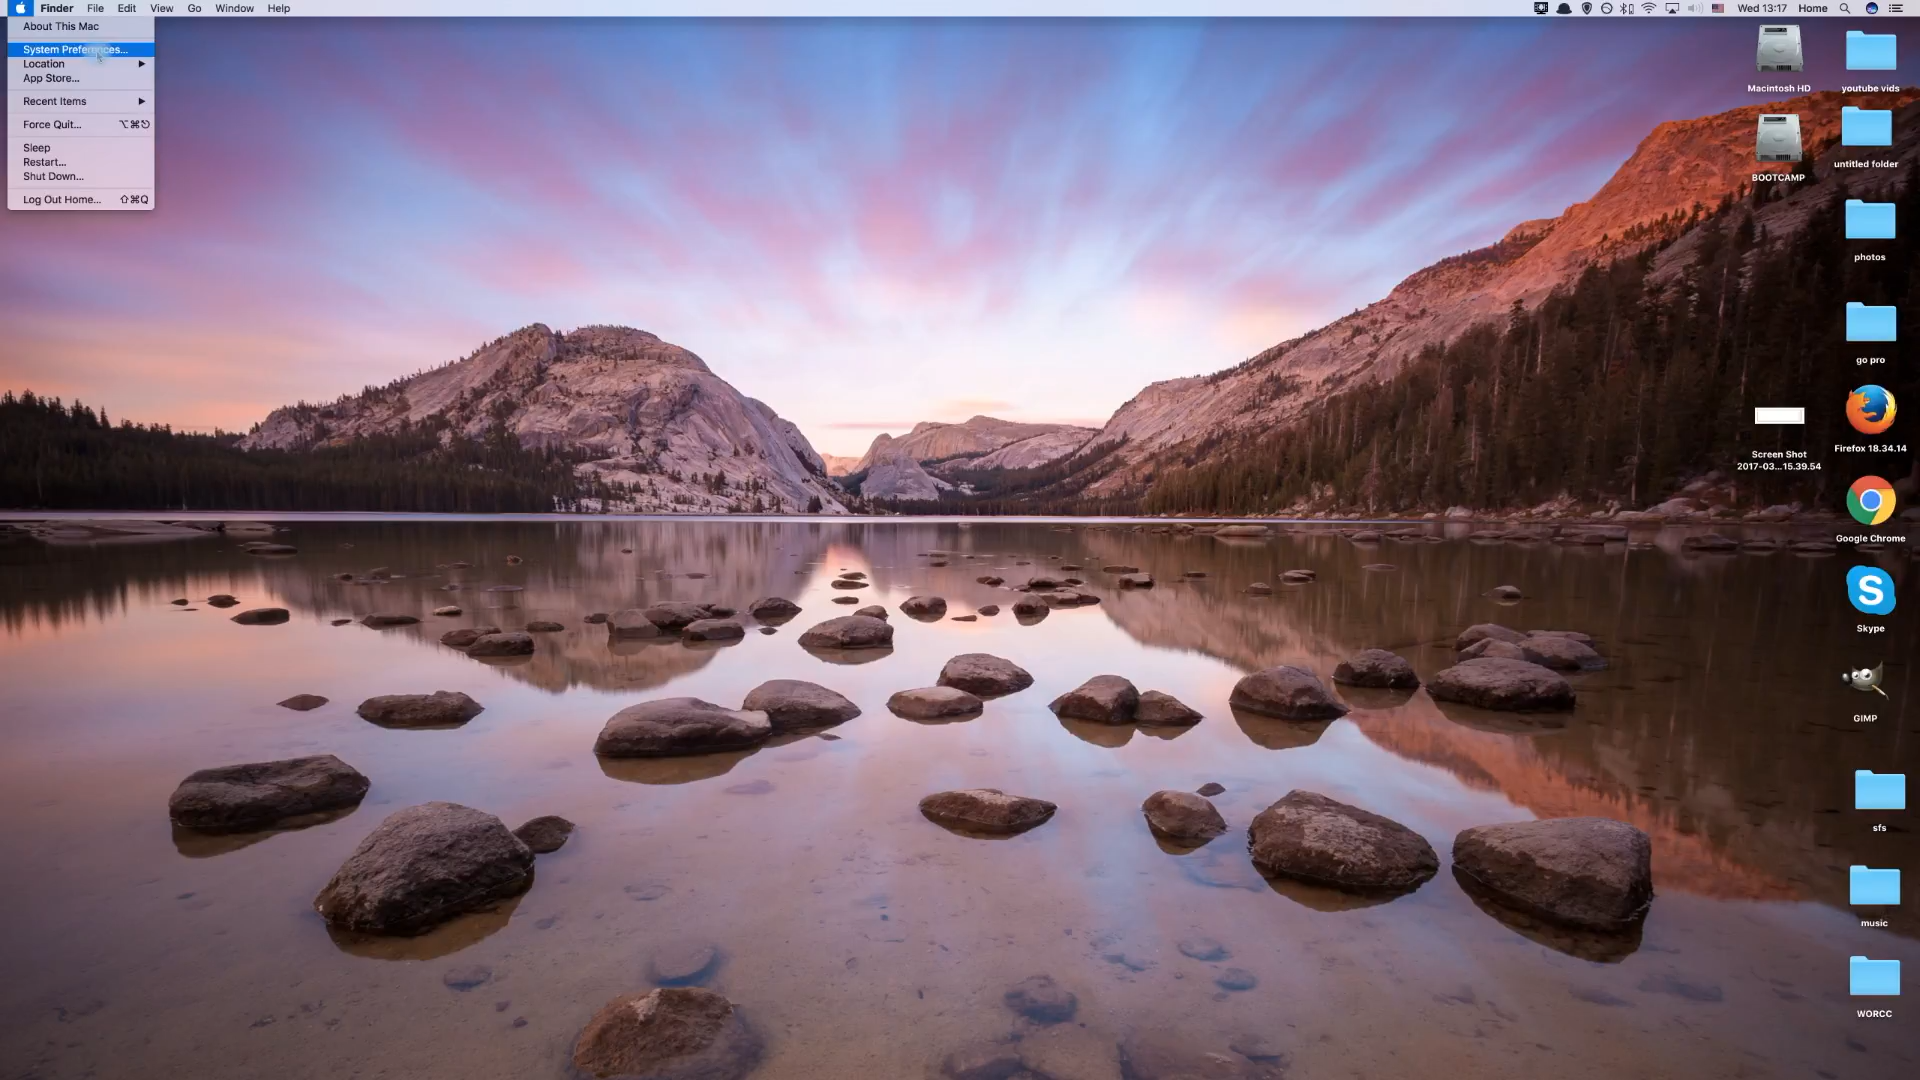 Finder File Edit View Go Window Help
Wed 13:17 Home
About This Mac
System Preferences...
Location
App Store...
Recent Items
Force Quit... ⌥⌘⎋
Sleep
Restart...
Shut Down...
Log Out Home... ⇧⌘Q
Macintosh HD
youtube vids
BOOTCAMP
untitled folder
photos
go pro
Screen Shot
2017-03...15.39.54
Firefox 18.34.14
Google Chrome
Skype
GIMP
sfs
music
WORCC